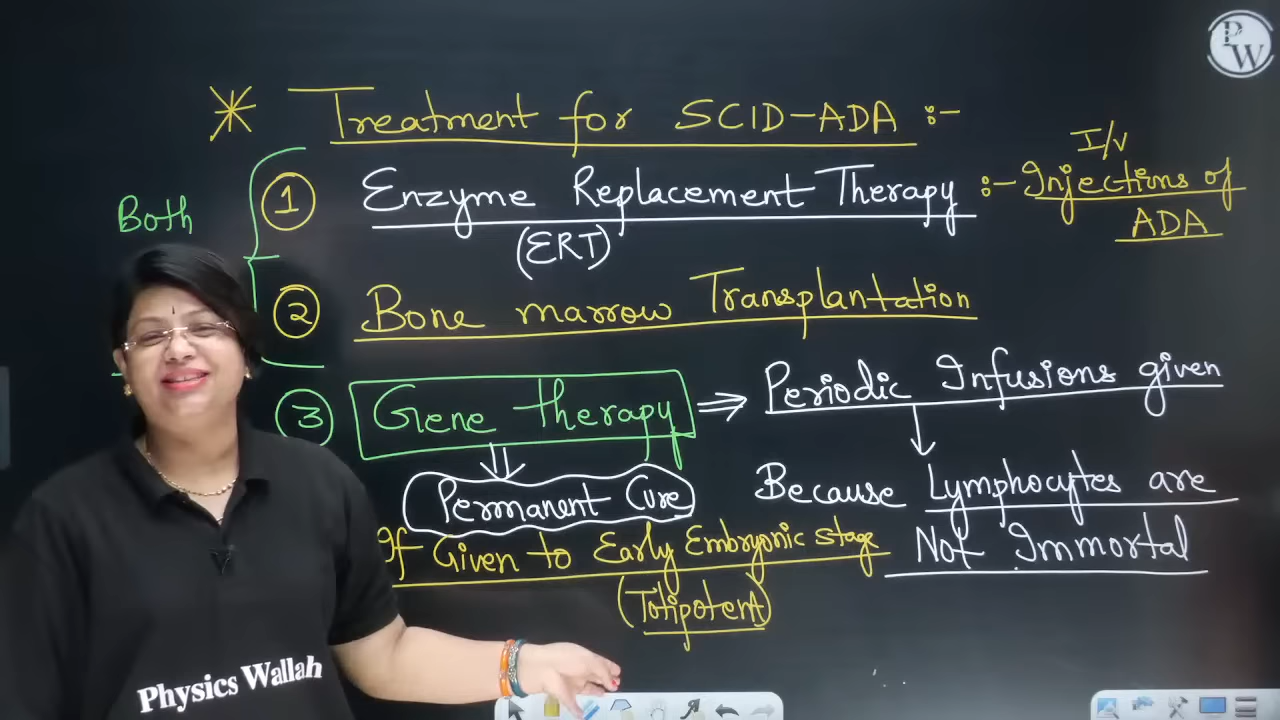 PW
* Treatment for SCID-ADA :-
Both
① Enzyme Replacement Therapy :- I/V Injections of ADA
(ERT)
② Bone marrow Transplantation
③ Gene therapy ⇒ Periodic Infusions given
Permanent Cure
Because Lymphocytes are
Not Immortal
If Given to Early Embryonic stage
(Totipotent)
Physics Wallah